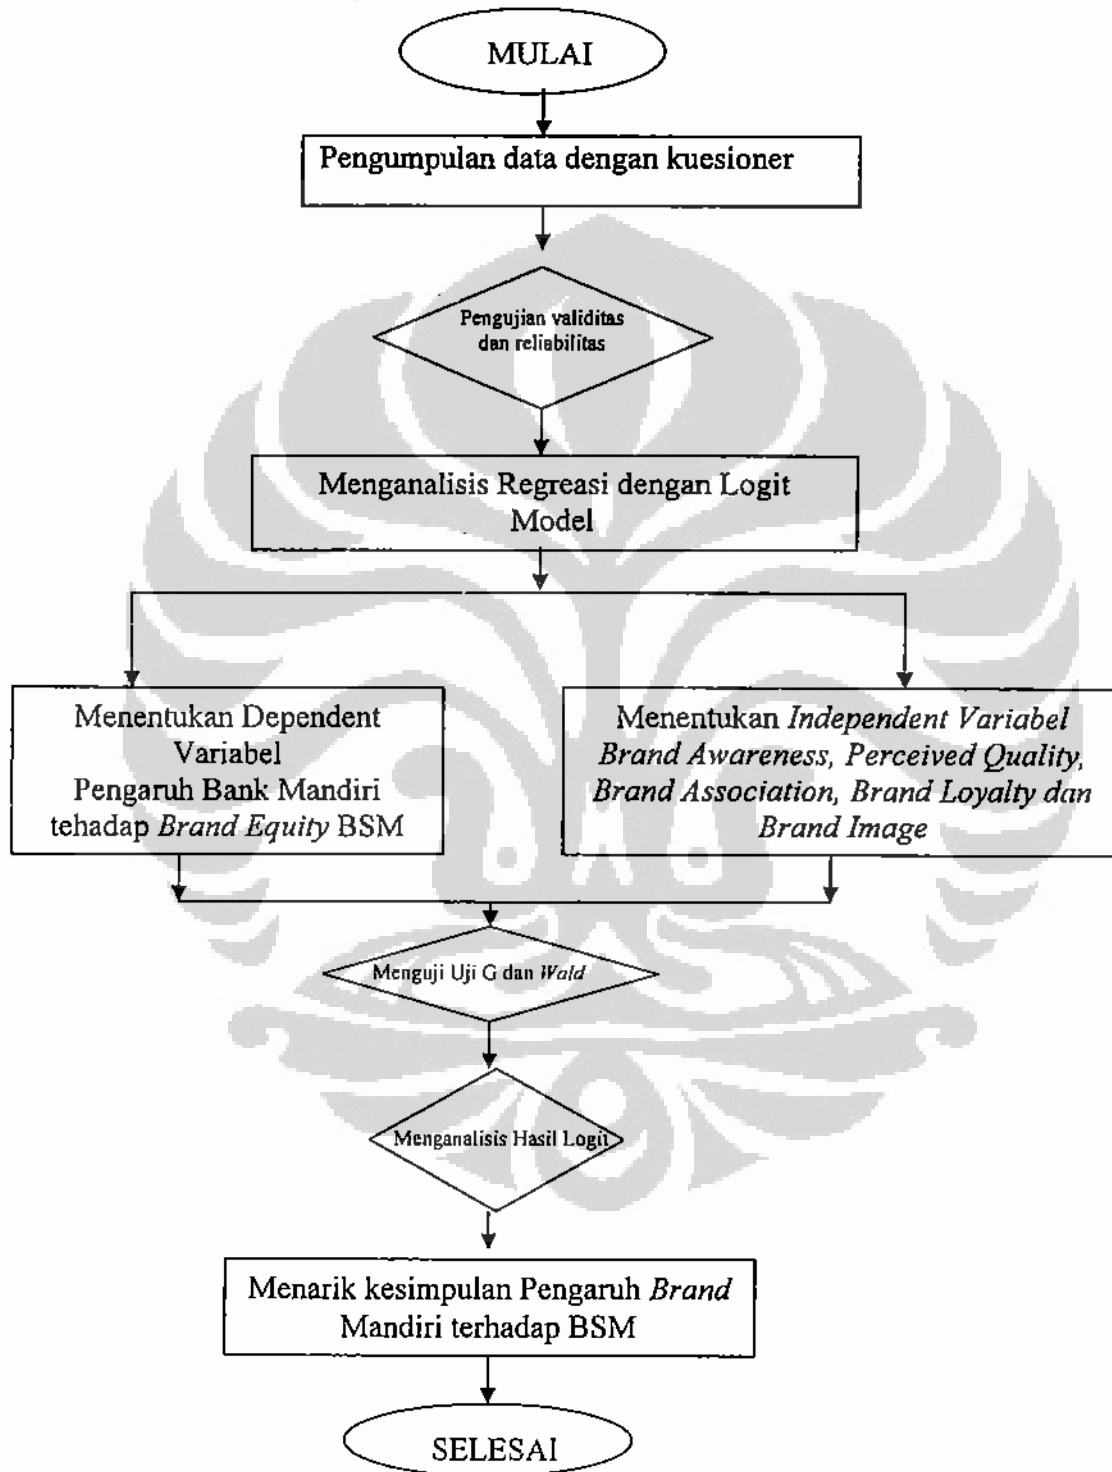 MULAI
Pengumpulan data dengan kuesioner
Pengujian validitas
dan reliabilitas
Menganalisis Regreasi dengan Logit
Model
Menentukan Dependent
Variabel
Pengaruh Bank Mandiri
tehadap Brand Equity BSM
Menentukan Independent Variabel
Brand Awareness, Perceived Quality,
Brand Association, Brand Loyalty dan
Brand Image
Menguji Uji G dan Wald
Menganalisis Hasil Logit
Menarik kesimpulan Pengaruh Brand
Mandiri terhadap BSM
SELESAI